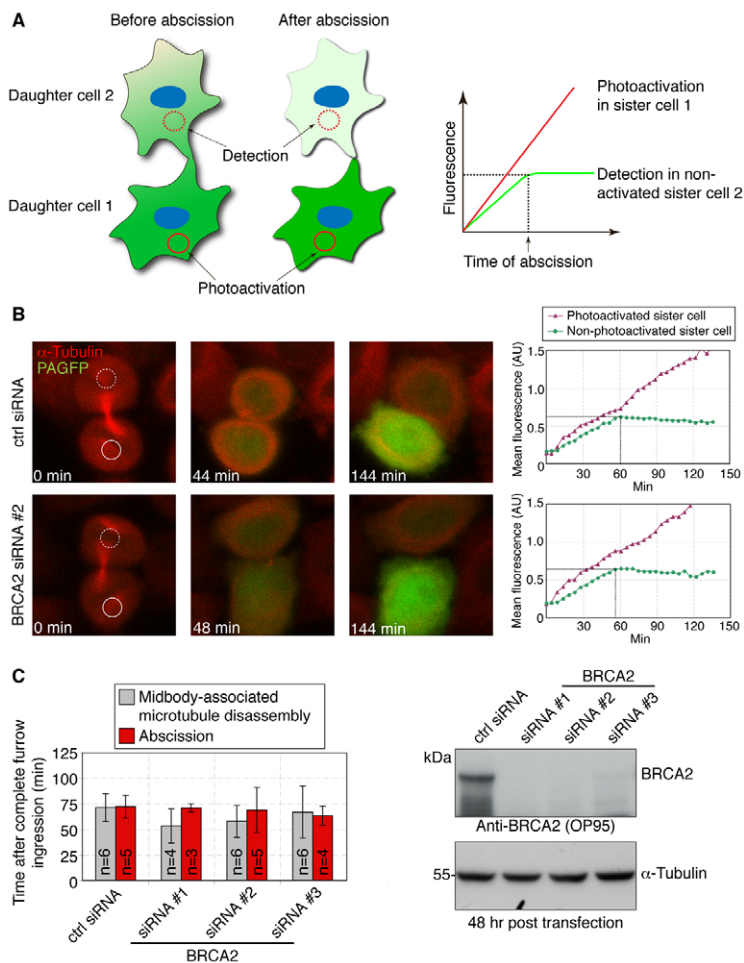 A
Before abscission
After abscission
Daughter cell 2
Detection
Daughter cell 1
Photoactivation
Fluorescence
Photoactivation
in sister cell 1
Detection in non-
activated sister cell 2
Time of abscission
B
ctrl siRNA
α-Tubulin
PAGFP
0 min
44 min
144 min
BRCA2 siRNA #2
0 min
48 min
144 min
Photoactivated sister cell
Non-photoactivated sister cell
Mean fluorescence (AU)
1.5
1.0
0.5
0
30
60
90
120
150
Min
Mean fluorescence (AU)
1.5
1.0
0.5
0
30
60
90
120
150
Min
C
Midbody-associated
microtubule disassembly
Abscission
Time after complete furrow
ingression (min)
125
100
75
50
25
0
n=6
n=5
n=4
n=3
n=6
n=5
n=6
n=4
ctrl siRNA
siRNA #1
siRNA #2
siRNA #3
BRCA2
BRCA2
ctrl siRNA
siRNA #1
siRNA #2
siRNA #3
kDa
BRCA2
Anti-BRCA2 (OP95)
55-
α-Tubulin
48 hr post transfection